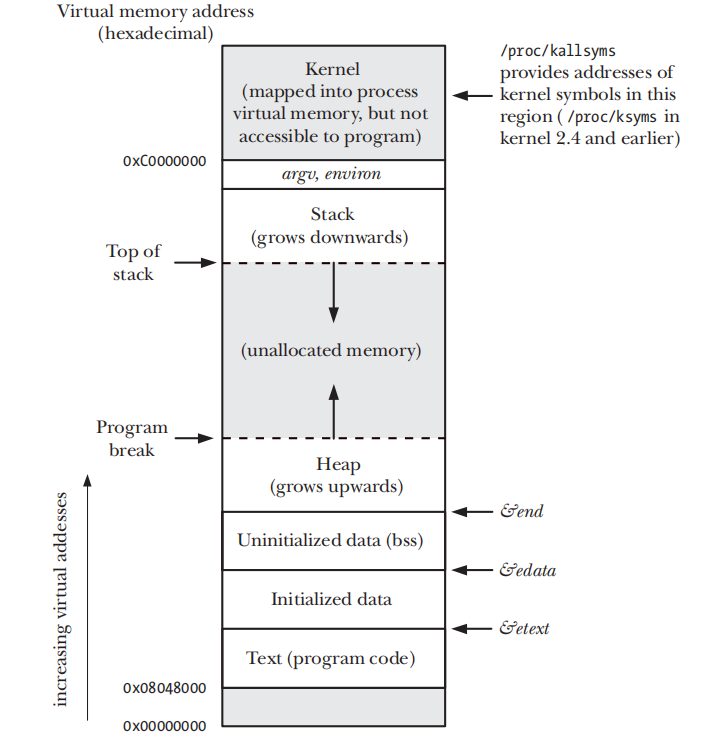 Virtual memory address
(hexadecimal)
/proc/kallsyms
provides addresses of
kernel symbols in this
region ( /proc/ksyms in
kernel 2.4 and earlier)
Kernel
(mapped into process
virtual memory, but not
accessible to program)
0xC0000000
argv, environ
Stack
(grows downwards)
Top of
stack
(unallocated memory)
Program
break
Heap
(grows upwards)
&end
Uninitialized data (bss)
&edata
Initialized data
&etext
Text (program code)
0x08048000
0x00000000
increasing virtual addesses